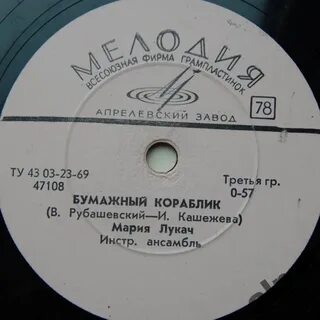 МЕЛОДИЯ
ВСЕСОЮЗНАЯ ФИРМА ГРАМПЛАСТИНОК
АПРЕЛЕВСКИЙ ЗАВОД
78
ТУ 43 03-23-69
47108
Третья гр.
0-57
БУМАЖНЫЙ КОРАБЛИК
(В. Рубашевский—И. Кашежева)
Мария Лукач
Инстр. ансамбль